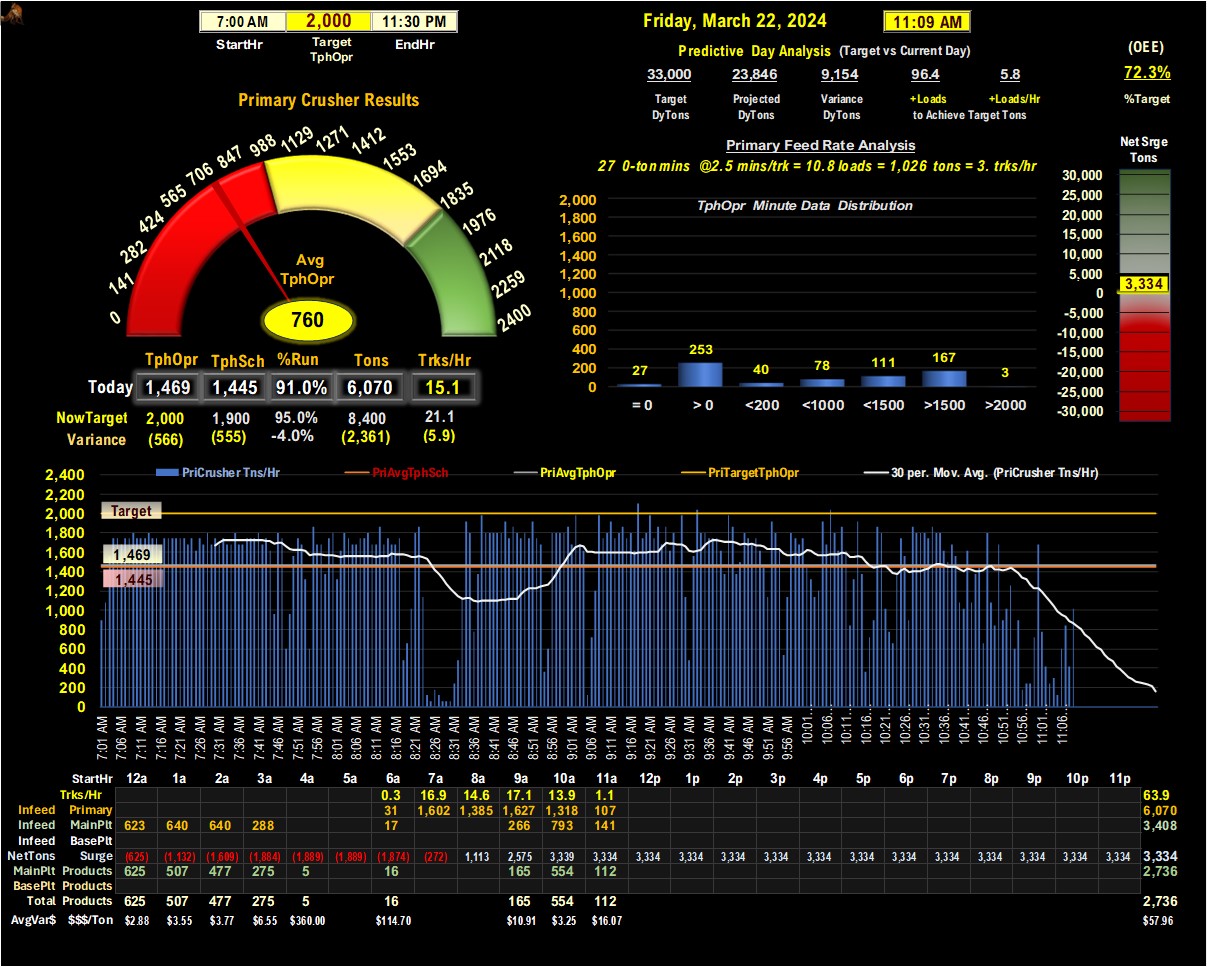 7:00 AM 2,000 11:30 PM
StartHr Target TphOpr EndHr
Friday, March 22, 2024 11:09 AM
Predictive Day Analysis (Target vs Current Day)
33,000 23,846 9,154 96.4 5.8
Target DyTons Projected DyTons Variance DyTons +Loads +Loads/Hr
to Achieve Target Tons
(OEE)
72.3%
%Target
Primary Crusher Results
0 141 282 424 565 706 847 988 1129 1271 1412 1553 1694 1835 1976 2118 2259 2400
Avg
TphOpr
760
TphOpr TphSch %Run Tons Trks/Hr
Today 1,469 1,445 91.0% 6,070 15.1
NowTarget 2,000 1,900 95.0% 8,400 21.1
Variance (566) (555) -4.0% (2,361) (5.9)
Primary Feed Rate Analysis
27 0-ton mins @2.5 mins/trk = 10.8 loads = 1,026 tons = 3. trks/hr
TphOpr Minute Data Distribution
2,000
1,800
1,600
1,400
1,200
1,000
800
600
400
200
0
27 253 40 78 111 167 3
= 0 > 0 <200 <1000 <1500 >1500 >2000
Net Srge
Tons
30,000
25,000
20,000
15,000
10,000
5,000
3,334
0
-5,000
-10,000
-15,000
-20,000
-25,000
-30,000
PriCrusher Tns/Hr PriAvgTphSch PriAvgTphOpr PriTargetTphOpr 30 per. Mov. Avg. (PriCrusher Tns/Hr)
2,400
2,200
2,000
1,800
1,600
1,400
1,200
1,000
800
600
400
200
0
Target
1,469
1,445
7:01 AM 7:06 AM 7:11 AM 7:16 AM 7:21 AM 7:26 AM 7:31 AM 7:36 AM 7:41 AM 7:46 AM 7:51 AM 7:56 AM 8:01 AM 8:06 AM 8:11 AM 8:16 AM 8:21 AM 8:26 AM 8:31 AM 8:36 AM 8:41 AM 8:46 AM 8:51 AM 8:56 AM 9:01 AM 9:06 AM 9:11 AM 9:16 AM 9:21 AM 9:26 AM 9:31 AM 9:36 AM 9:41 AM 9:46 AM 9:51 AM 9:56 AM 10:01… 10:06… 10:11… 10:16… 10:21… 10:26… 10:31… 10:36… 10:41… 10:46… 10:51… 10:56… 11:01… 11:06…
StartHr 12a 1a 2a 3a 4a 5a 6a 7a 8a 9a 10a 11a 12p 1p 2p 3p 4p 5p 6p 7p 8p 9p 10p 11p
Trks/Hr 0.3 16.9 14.6 17.1 13.9 1.1 63.9
Infeed Primary 31 1,602 1,385 1,627 1,318 107 6,070
Infeed MainPlt 623 640 640 288 17 266 793 141 3,408
Infeed BasePlt
NetTons Surge (625) (1,132) (1,609) (1,884) (1,889) (1,889) (1,874) (272) 1,113 2,575 3,339 3,334 3,334 3,334 3,334 3,334 3,334 3,334 3,334 3,334 3,334 3,334 3,334 3,334 3,334
MainPlt Products 625 507 477 275 5 16 165 554 112 2,736
BasePlt Products
Total Products 625 507 477 275 5 16 165 554 112 2,736
AvgVar$ $$$/Ton $2.88 $3.55 $3.77 $6.55 $360.00 $114.70 $10.91 $3.25 $16.07 $57.96